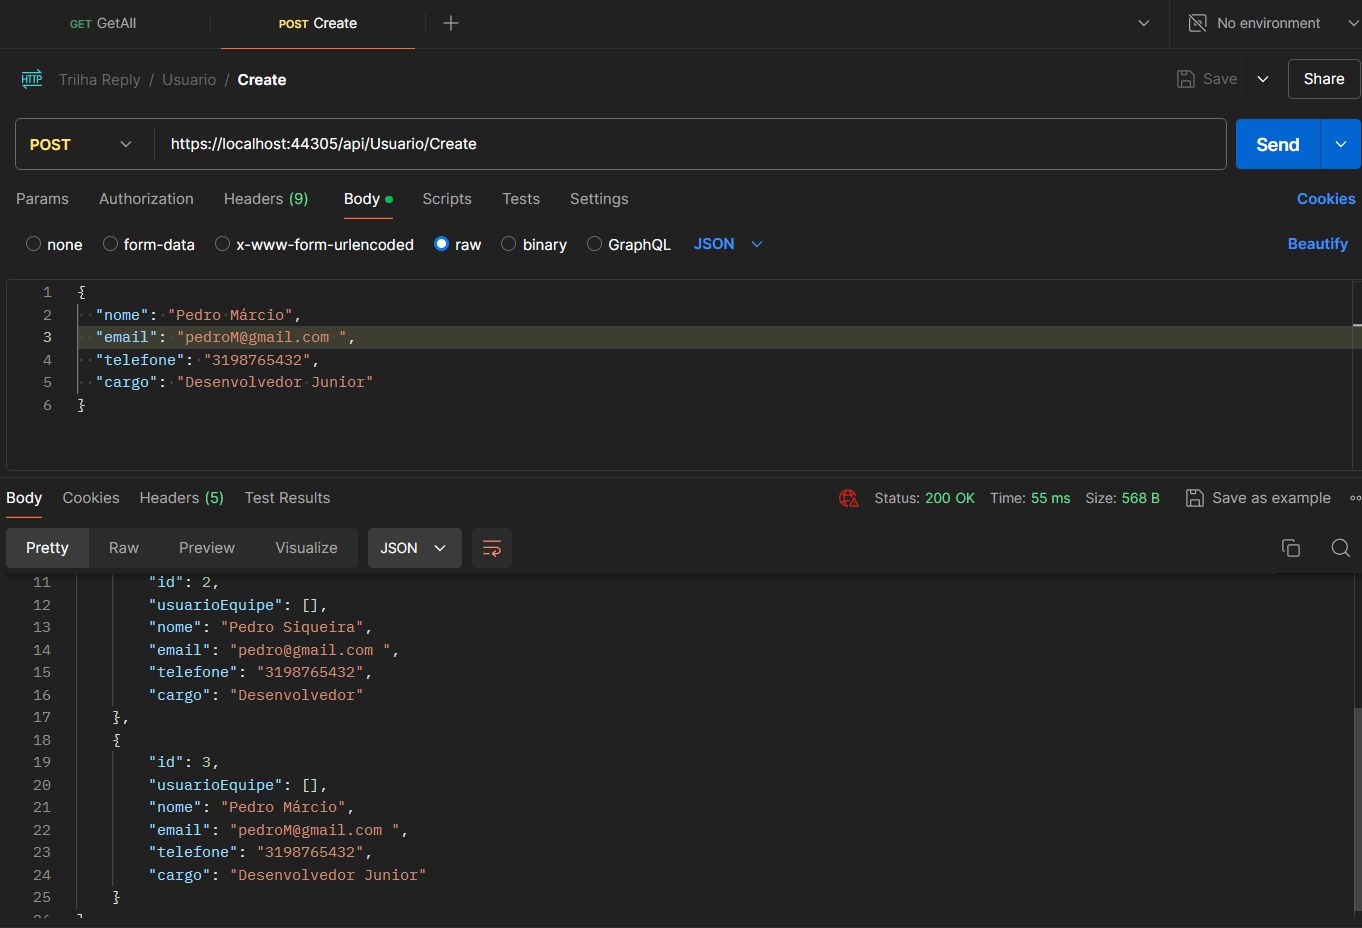 GET GetAll POST Create No environment
HTTP Trilha Reply / Usuario / Create Save Share
POST https://localhost:44305/api/Usuario/Create Send
Params Authorization Headers (9) Body Scripts Tests Settings Cookies
none form-data x-www-form-urlencoded raw binary GraphQL JSON Beautify
1 {
2 "nome": "Pedro Márcio",
3 "email": "pedroM@gmail.com ",
4 "telefone": "3198765432",
5 "cargo": "Desenvolvedor Junior"
6 }
Body Cookies Headers (5) Test Results Status: 200 OK Time: 55 ms Size: 568 B Save as example
Pretty Raw Preview Visualize JSON
11 "id": 2,
12 "usuarioEquipe": [],
13 "nome": "Pedro Siqueira",
14 "email": "pedro@gmail.com ",
15 "telefone": "3198765432",
16 "cargo": "Desenvolvedor"
17 },
18 {
19 "id": 3,
20 "usuarioEquipe": [],
21 "nome": "Pedro Márcio",
22 "email": "pedroM@gmail.com ",
23 "telefone": "3198765432",
24 "cargo": "Desenvolvedor Junior"
25 }